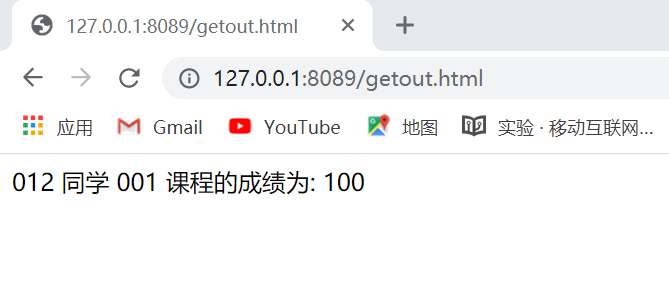 127.0.0.1:8089/getout.html
127.0.0.1:8089/getout.html
应用 Gmail YouTube 地图 实验 · 移动互联网...
012 同学 001 课程的成绩为: 100